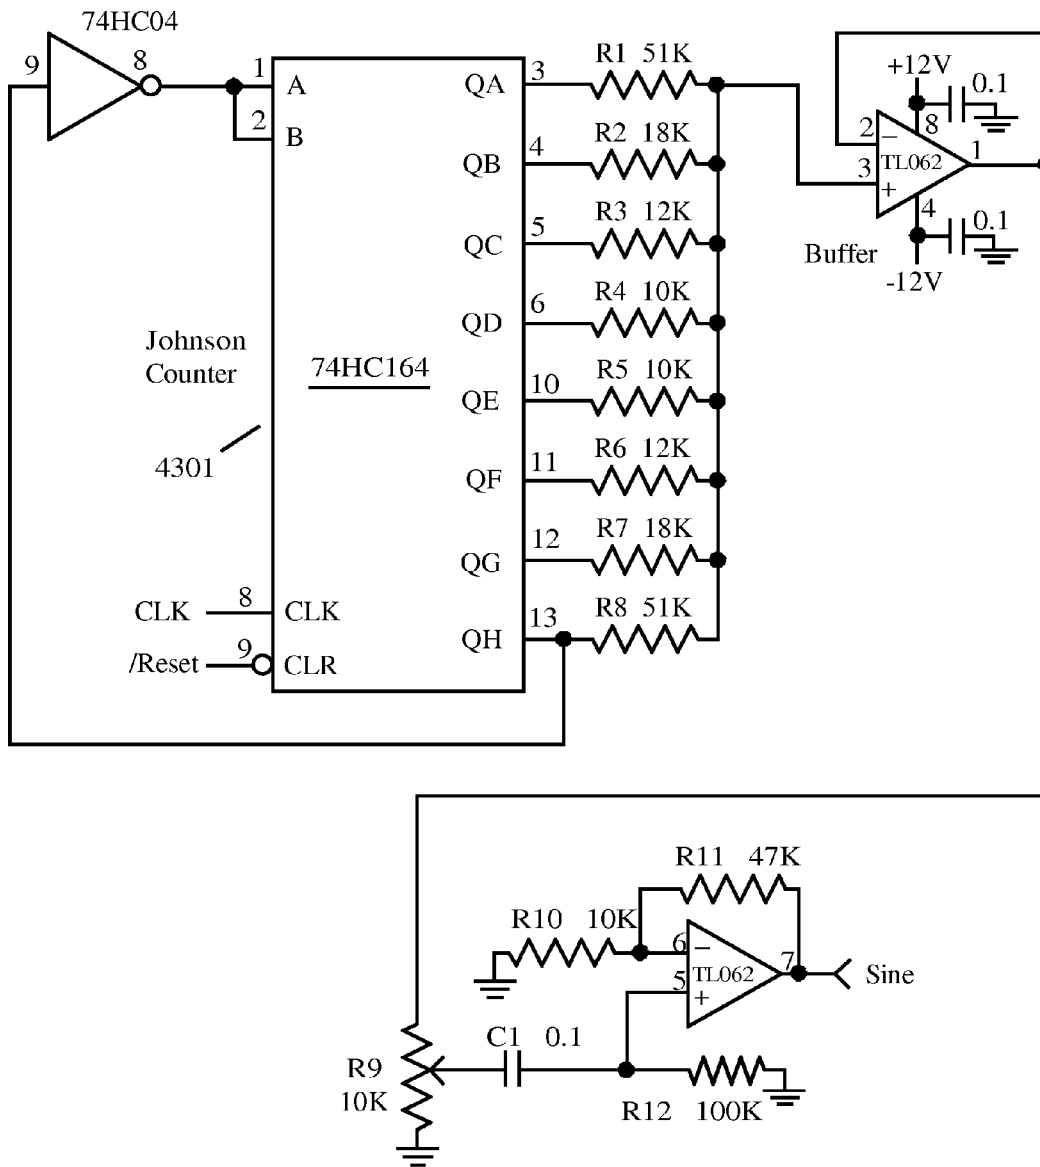 74HC04
9
8
1
A
2
B
QA
3
R1 51K
QB
4
R2 18K
QC
5
R3 12K
QD
6
R4 10K
QE
10
R5 10K
QF
11
R6 12K
QG
12
R7 18K
QH
13
R8 51K
Johnson
Counter
74HC164
4301
CLK
8
CLK
/Reset
9
CLR
+12V
0.1
8
2
−
TL062
1
3
+
4
0.1
Buffer
-12V
R11 47K
R10 10K
6
−
TL062
7
Sine
5
+
C1 0.1
R9
10K
R12 100K